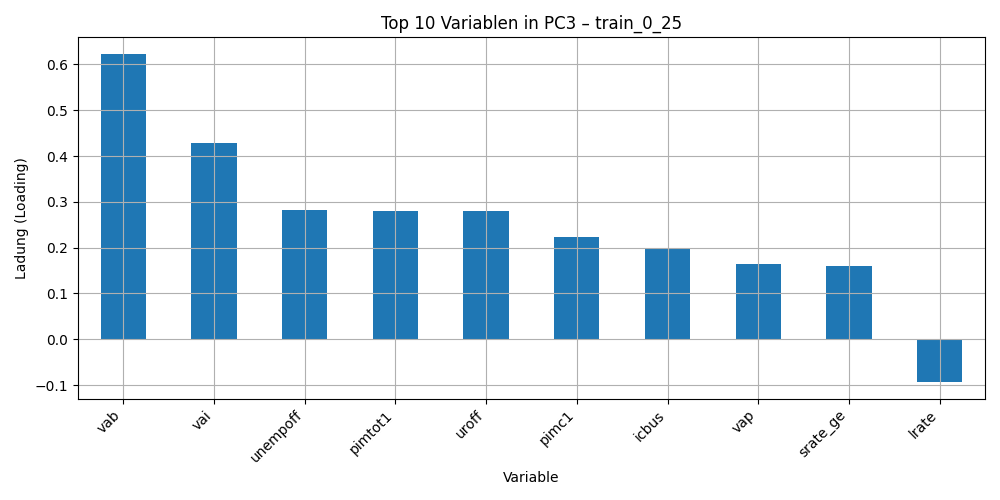 Top 10 Variablen in PC3 – train_0_25
Ladung (Loading)
0.6
0.5
0.4
0.3
0.2
0.1
0.0
−0.1
vab
vai
unempoff
pimtot1
uroff
pimc1
icbus
vap
srate_ge
lrate
Variable